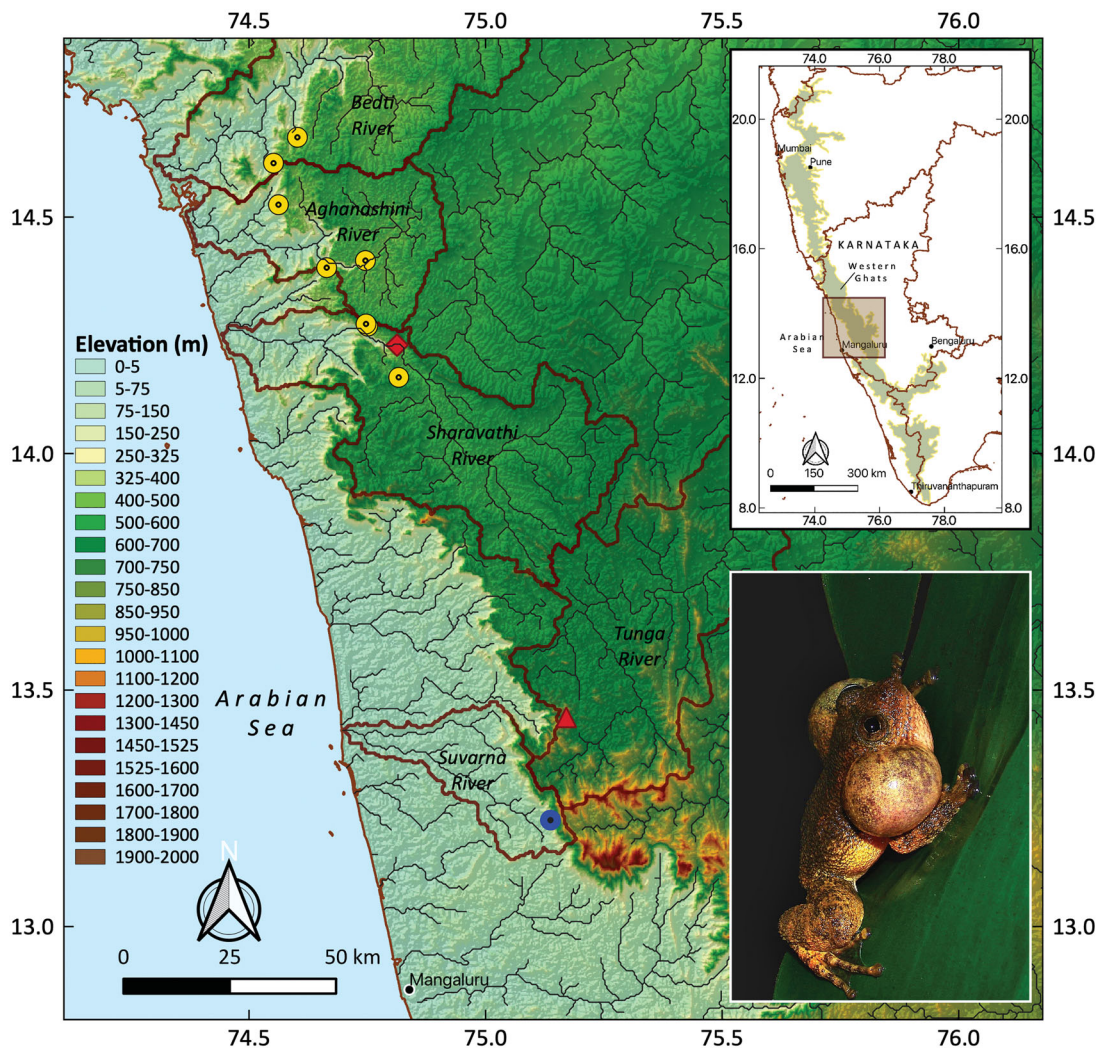 74.5
75.0
75.5
76.0
14.5
14.0
13.5
13.0
14.5
14.0
13.5
13.0
74.5
75.0
75.5
76.0
Bedti
River
Aghanashini
River
Sharavathi
River
Tunga
River
Suvarna
River
Arabian
Sea
Mangaluru
Elevation (m)
0-5
5-75
75-150
150-250
250-325
325-400
400-500
500-600
600-700
700-750
750-850
850-950
950-1000
1000-1100
1100-1200
1200-1300
1300-1450
1450-1525
1525-1600
1600-1700
1700-1800
1800-1900
1900-2000
N
0 25 50 km
74.0 76.0 78.0
20.0
20.0
16.0
16.0
12.0
12.0
8.0
8.0
Mumbai
Pune
KARNATAKA
Western
Ghats
Arabian
Sea
Mangaluru
Bengaluru
Thiruvananthapuram
0 150 300 km
74.0 76.0 78.0